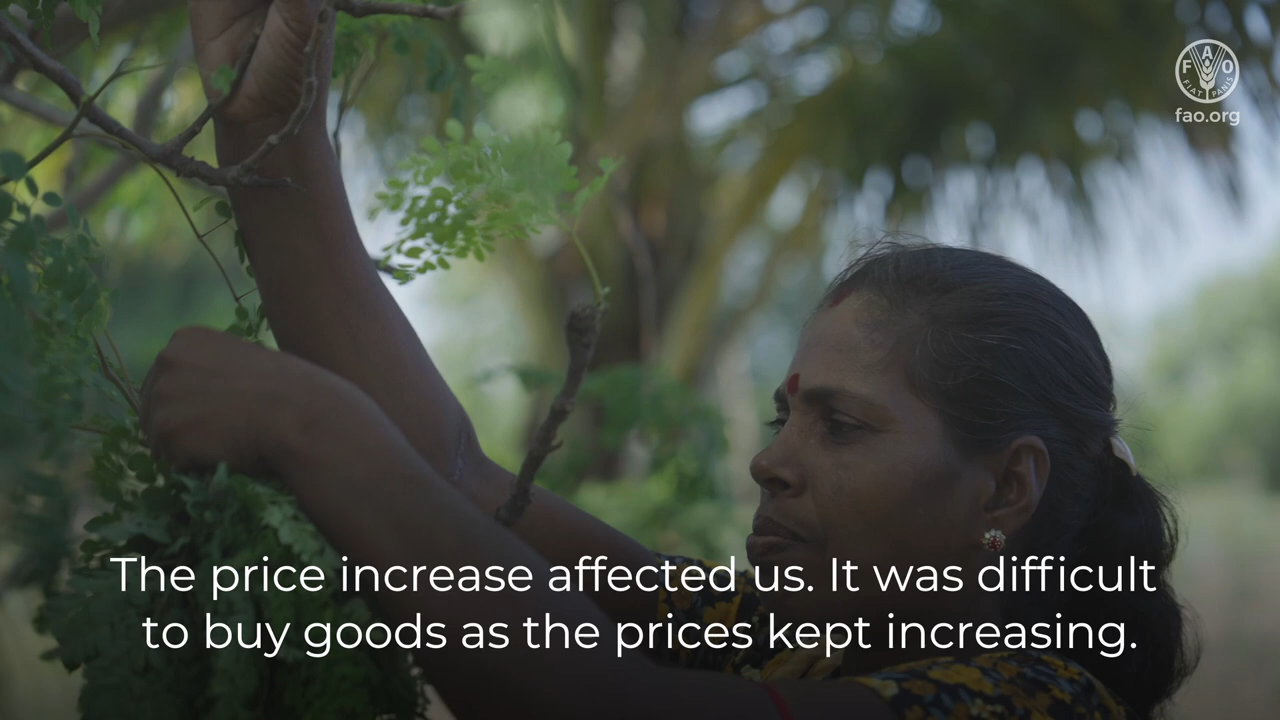 FAO
FIAT PANIS
fao.org
The price increase affected us. It was difficult
to buy goods as the prices kept increasing.